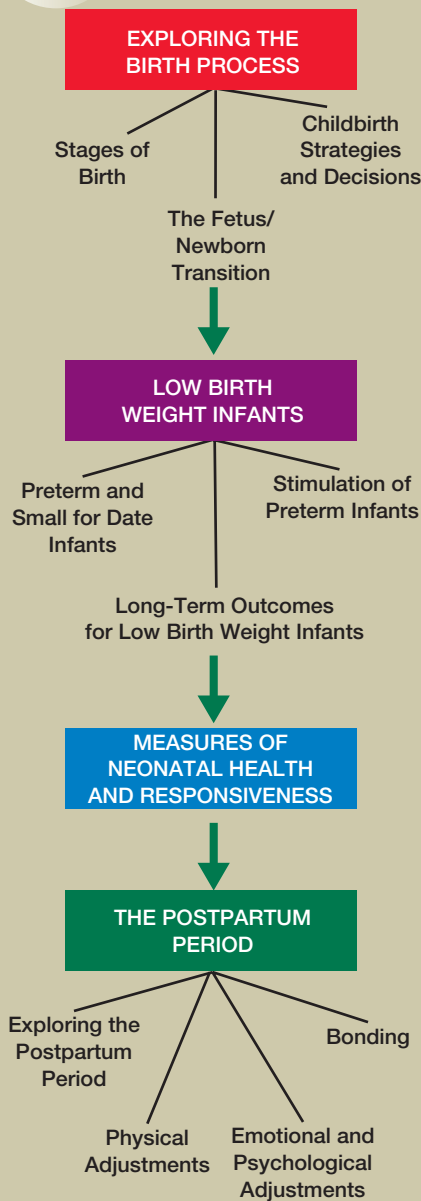 EXPLORING THE
BIRTH PROCESS
Stages of
Birth
The Fetus/
Newborn
Transition
Childbirth
Strategies
and Decisions
LOW BIRTH
WEIGHT INFANTS
Preterm and
Small for Date
Infants
Long-Term Outcomes
for Low Birth Weight Infants
Stimulation of
Preterm Infants
MEASURES OF
NEONATAL HEALTH
AND RESPONSIVENESS
THE POSTPARTUM
PERIOD
Exploring the
Postpartum
Period
Physical
Adjustments
Emotional and
Psychological
Adjustments
Bonding